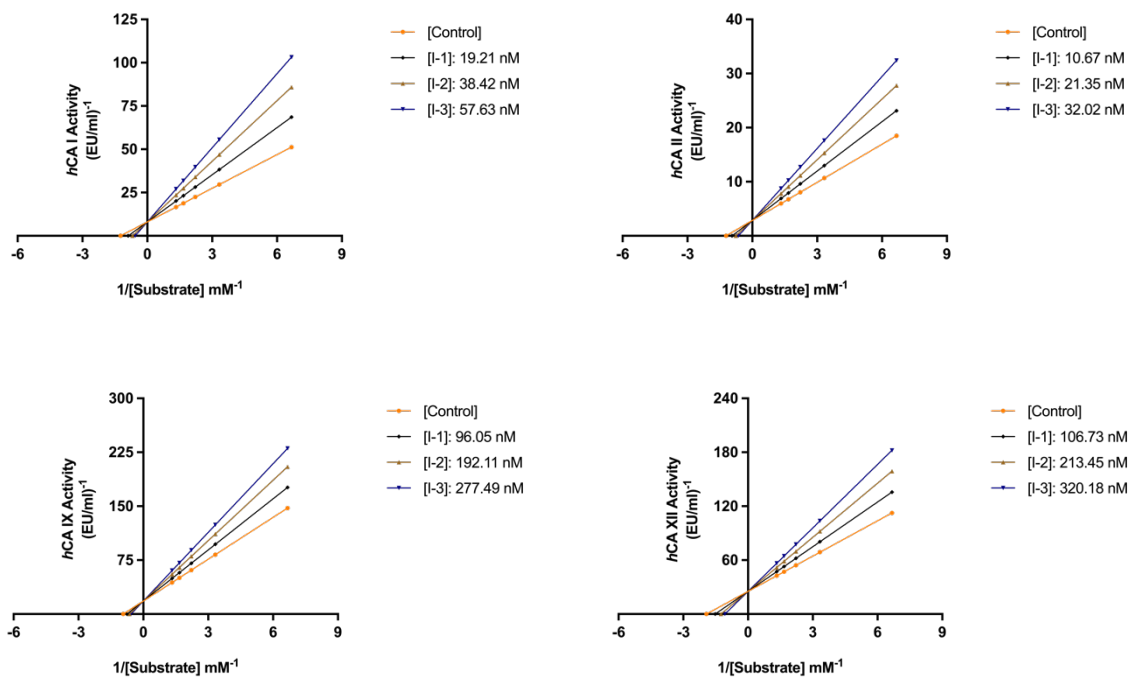 125
100
75
50
25
-6 -3 0 3 6 9
hCA I Activity
(EU/ml)-1
1/[Substrate] mM-1
[Control]
[I-1]: 19.21 nM
[I-2]: 38.42 nM
[I-3]: 57.63 nM
40
30
20
10
-6 -3 0 3 6 9
hCA II Activity
(EU/ml)-1
1/[Substrate] mM-1
[Control]
[I-1]: 10.67 nM
[I-2]: 21.35 nM
[I-3]: 32.02 nM
300
225
150
75
-6 -3 0 3 6 9
hCA IX Activity
(EU/ml)-1
1/[Substrate] mM-1
[Control]
[I-1]: 96.05 nM
[I-2]: 192.11 nM
[I-3]: 277.49 nM
240
180
120
60
-6 -3 0 3 6 9
hCA XII Activity
(EU/ml)-1
1/[Substrate] mM-1
[Control]
[I-1]: 106.73 nM
[I-2]: 213.45 nM
[I-3]: 320.18 nM